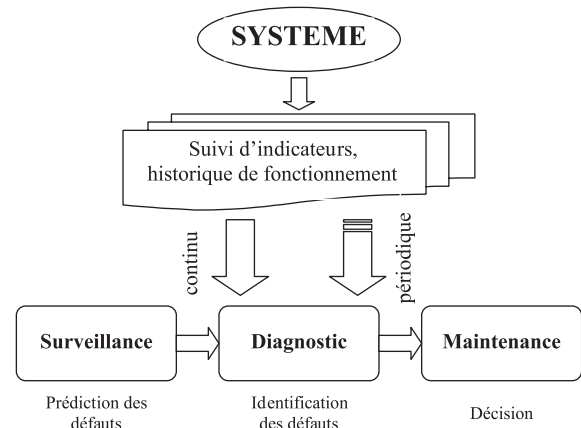 SYSTEME
Suivi d'indicateurs,
historique de fonctionnement
continu
périodique
Surveillance
Diagnostic
Maintenance
Prédiction des
défauts
Identification
des défauts
Décision